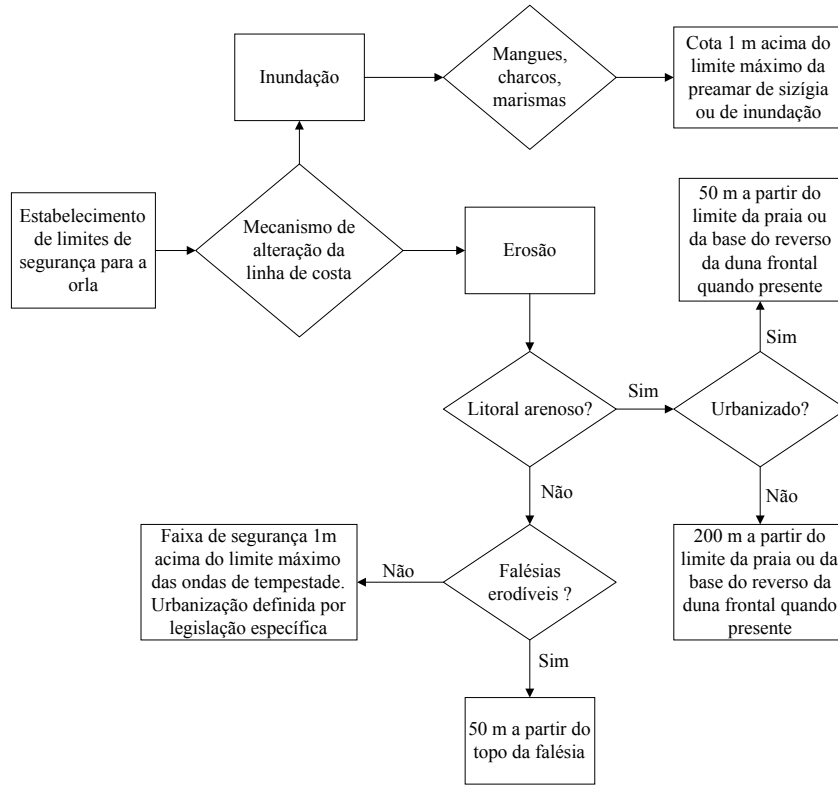 Inundação
Mangues,
charcos,
marismas
Cota 1 m acima do
limite máximo da
preamar de sizígia
ou de inundação
Estabelecimento
de limites de
segurança para a
orla
Mecanismo de
alteração da
linha de costa
Erosão
50 m a partir do
limite da praia ou
da base do reverso
da duna frontal
quando presente
Sim
Litoral arenoso?
Sim
Urbanizado?
Não
Não
200 m a partir do
limite da praia ou da
base do reverso da
duna frontal quando
presente
Faixa de segurança 1m
acima do limite máximo
das ondas de tempestade.
Urbanização definida por
legislação específica
Não
Falésias
erodíveis ?
Sim
50 m a partir do
topo da falésia